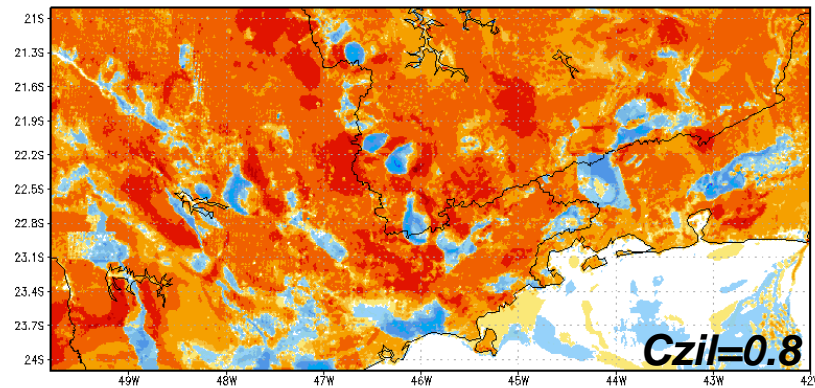 21S
21.3S
21.6S
21.9S
22.2S
22.5S
22.8S
23.1S
23.4S
23.7S
24S
Czil=0.8
49W 48W 47W 46W 45W 44W 43W 42W